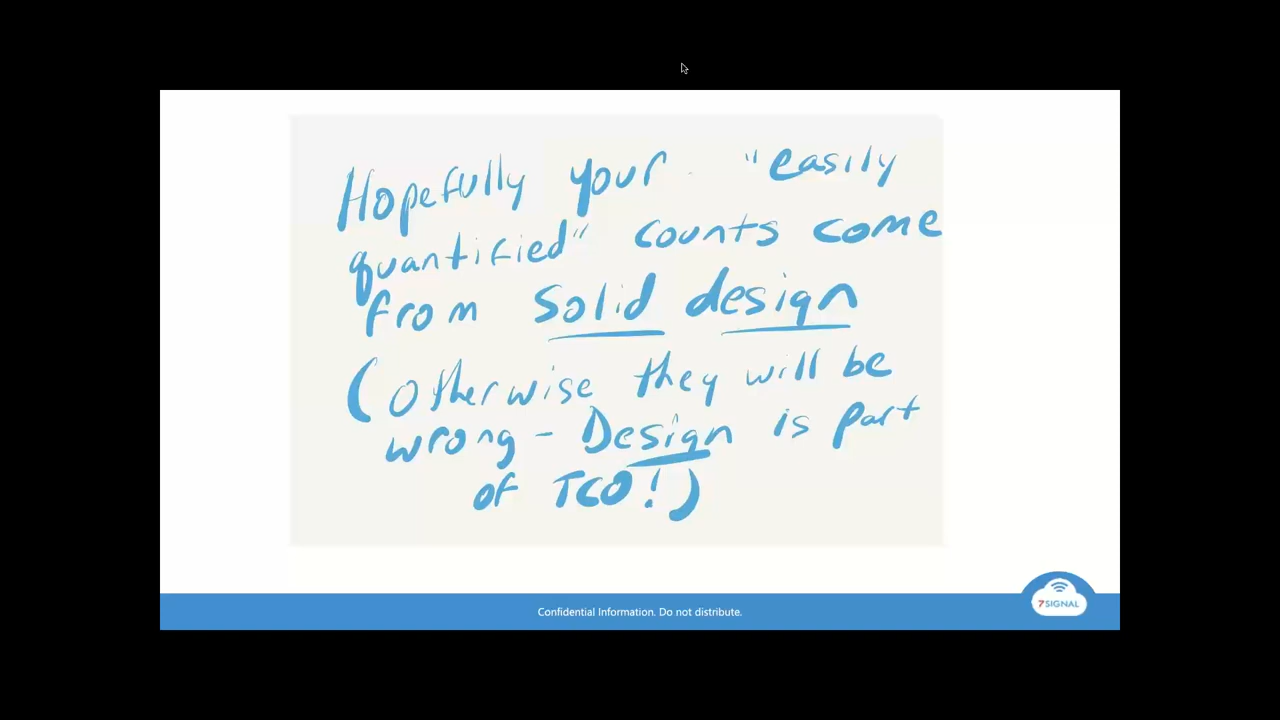 Hopefully your "easily
quantified" counts come
from solid design
(Otherwise they will be
wrong - Design is part
of TCO!)
Confidential Information. Do not distribute.
7SIGNAL